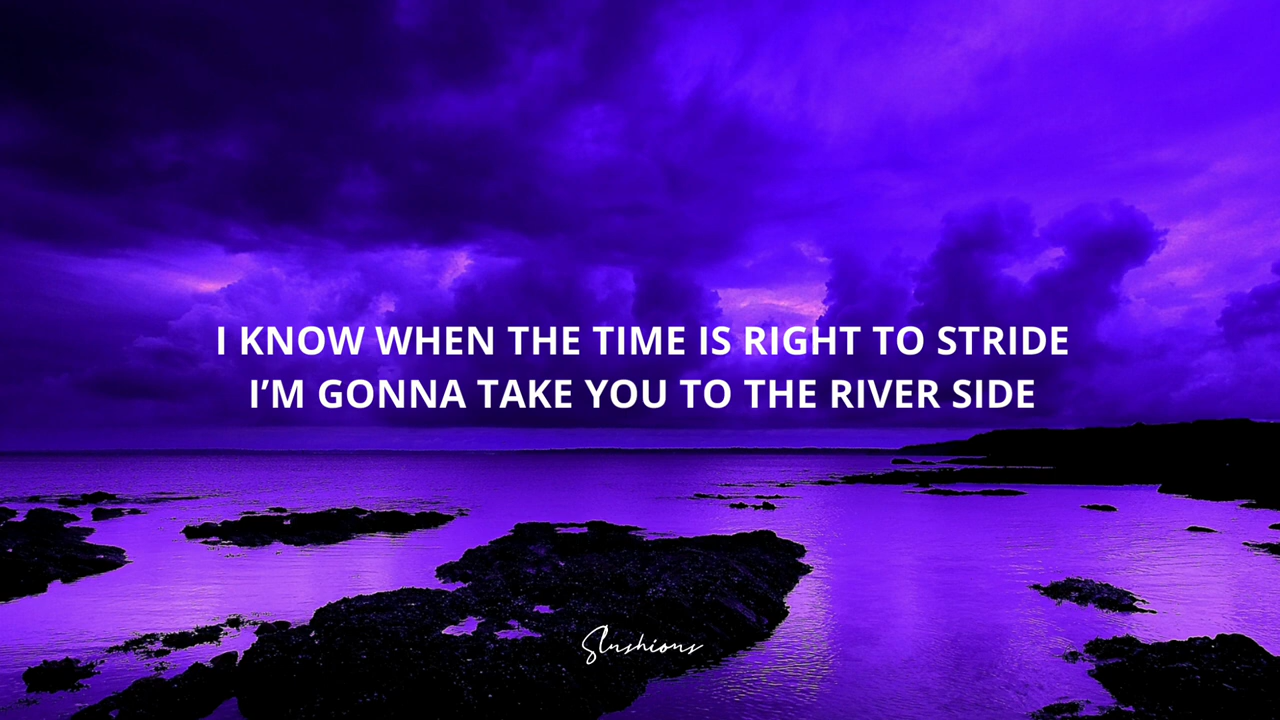 I KNOW WHEN THE TIME IS RIGHT TO STRIDE
I’M GONNA TAKE YOU TO THE RIVER SIDE
Slushions